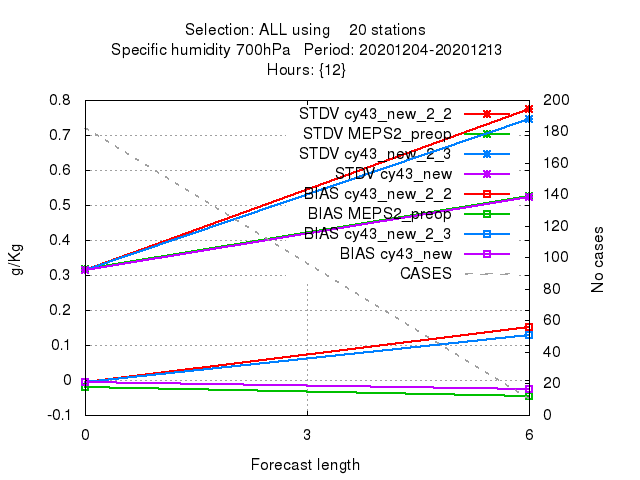 Selection: ALL using 20 stations
Specific humidity 700hPa Period: 20201204-20201213
Hours: {12}
0.8
0.7
0.6
0.5
0.4
0.3
0.2
0.1
0
-0.1
g/Kg
STDV cy43_new_2_2
STDV MEPS2_preop
STDV cy43_new_2_3
STDV cy43_new
BIAS cy43_new_2_2
BIAS MEPS2_preop
BIAS cy43_new_2_3
BIAS cy43_new
CASES
200
180
160
140
120
100
80
60
40
20
0
No cases
0 3 6
Forecast length